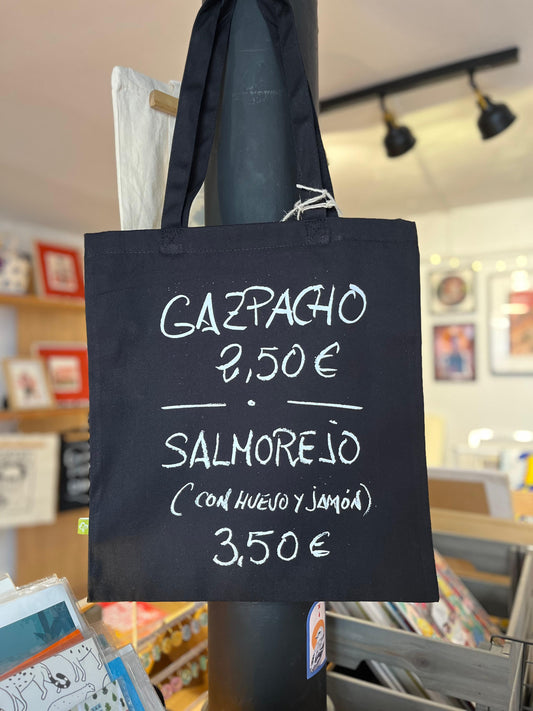 GAZPACHO
2,50 €
SALMOREJO
(CON HUEVO Y JAMÓN)
3,50 €